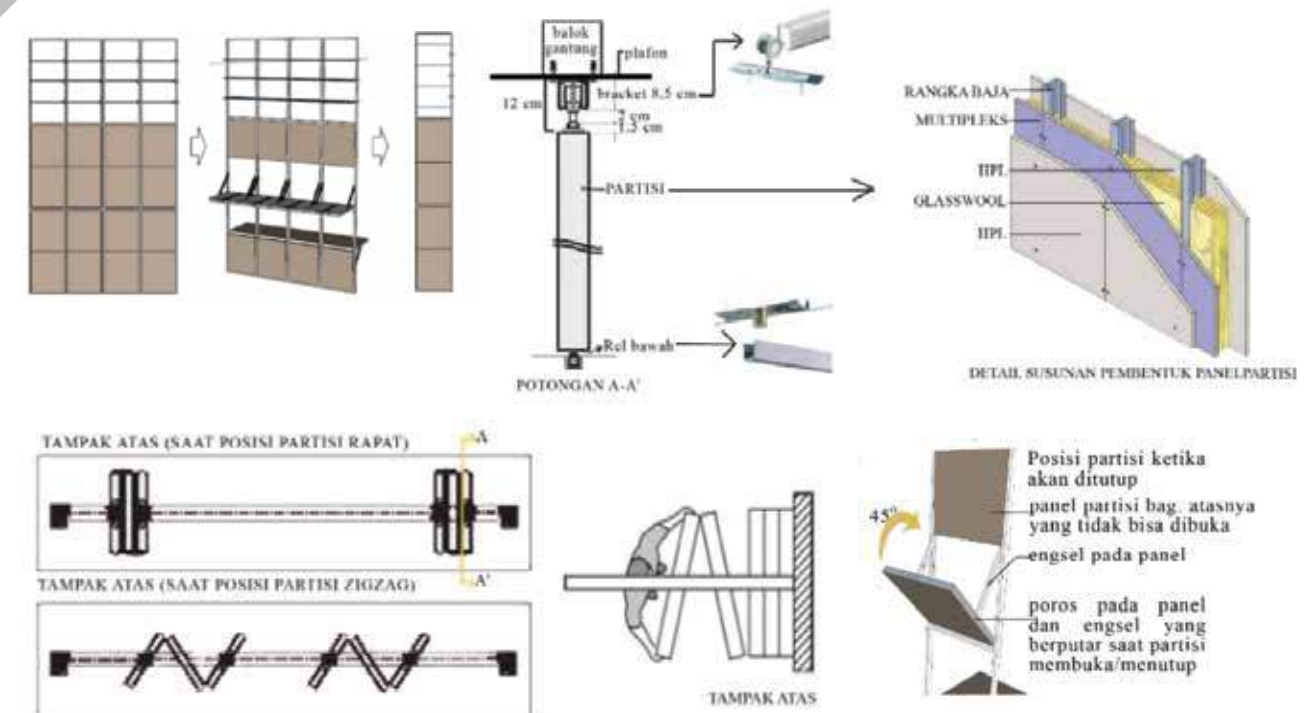 balok
gantung
plafon
bracket 8,5 cm
12 cm
2 cm
1.5 cm
PARTISI
Rel bawah
POTONGAN A-A'
RANGKA BAJA
MULTIPLEKS
HPL
GLASSWOOL
HPL
DETAIL SUSUNAN PEMBENTUK PANELPARTISI
TAMPAK ATAS (SAAT POSISI PARTISI RAPAT)
A
A'
TAMPAK ATAS (SAAT POSISI PARTISI ZIGZAG)
TAMPAK ATAS
45°
Posisi partisi ketika
akan ditutup
panel partisi bag. atasnya
yang tidak bisa dibuka
engsel pada panel
poros pada panel
dan engsel yang
berputar saat partisi
membuka/menutup